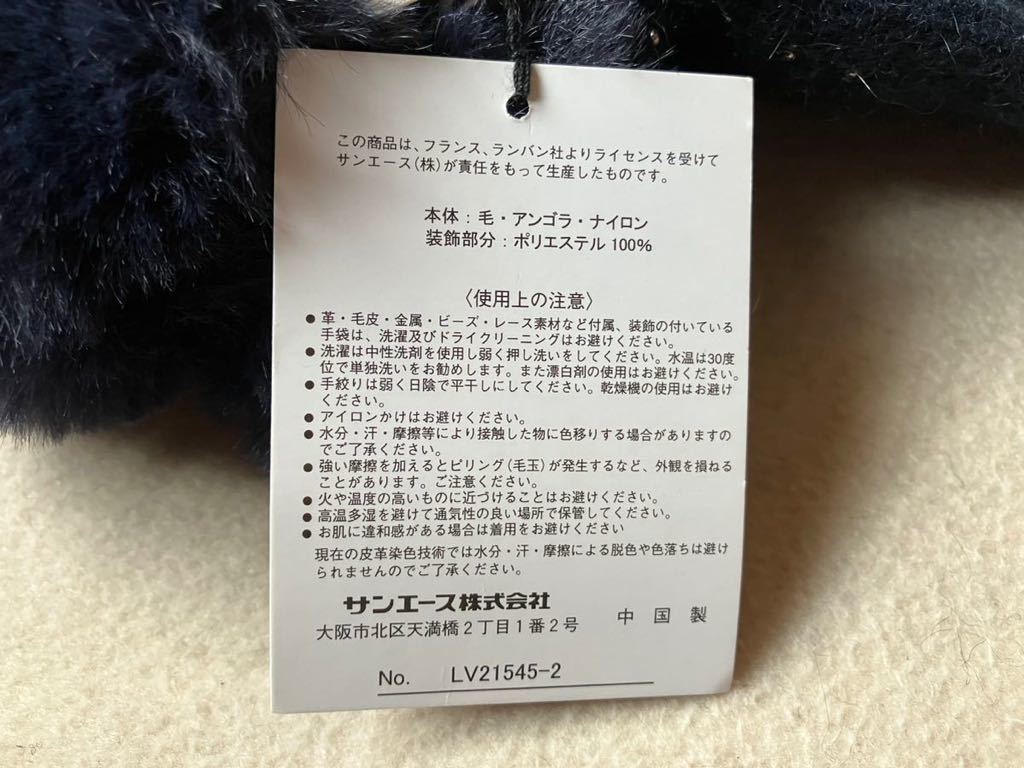 この商品は、フランス、ランバン社よりライセンスを受けて
サンエース(株)が責任をもって生産したものです。
本体:毛・アンゴラ・ナイロン
装飾部分:ポリエステル 100%
〈使用上の注意〉
● 革・毛皮・金属・ビーズ・レース素材など付属、装飾の付いている
手袋は、洗濯及びドライクリーニングはお避けください。
● 洗濯は中性洗剤を使用し弱く押し洗いをしてください。水温は30度
位で単独洗いをお勧めします。また漂白剤の使用はお避けください。
● 手絞りは弱く日陰で平干しにしてください。乾燥機の使用はお避け
ください。
● アイロンかけはお避けください。
● 水分・汗・摩擦等により接触した物に色移りする場合がありますの
でご了承ください。
● 強い摩擦を加えるとピリング(毛玉)が発生するなど、外観を損ねる
ことがあります。ご注意ください。
● 火や温度の高いものに近づけることはお避けください。
● 高温多湿を避けて通気性の良い場所で保管してください。
● お肌に違和感がある場合は着用をお避けください
現在の皮革染色技術では水分・汗・摩擦による脱色や色落ちは避け
られませんのでご了承ください。
サンエース株式会社
大阪市北区天満橋2丁目1番2号 中国製
No. LV21545-2